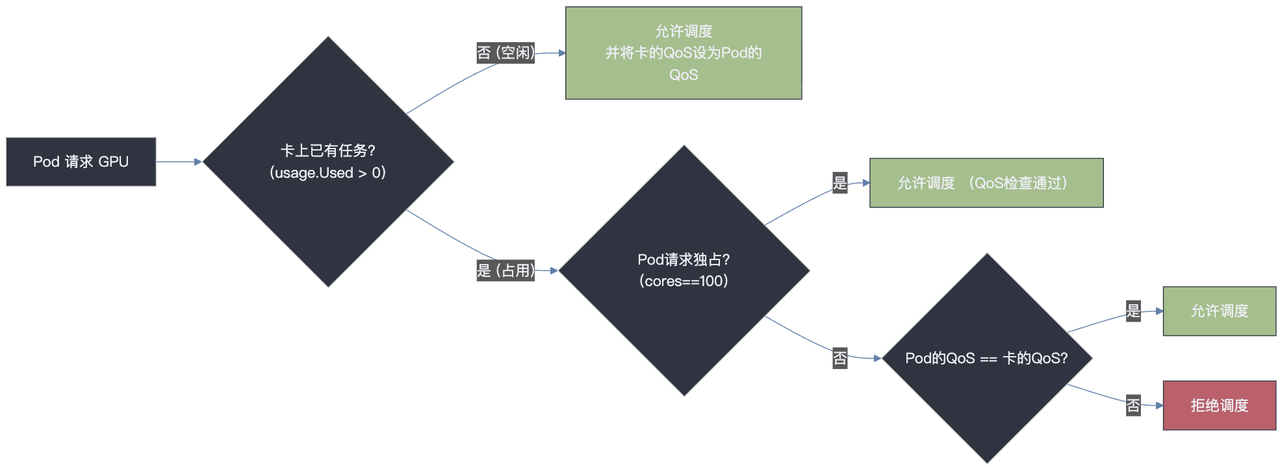 Pod 请求 GPU
卡上已有任务?
(usage.Used > 0)
否 (空闲)
允许调度
并将卡的QoS设为Pod的
QoS
是 (占用)
Pod请求独占?
(cores==100)
是
允许调度 （QoS检查通过）
否
Pod的QoS == 卡的QoS?
是
允许调度
否
拒绝调度